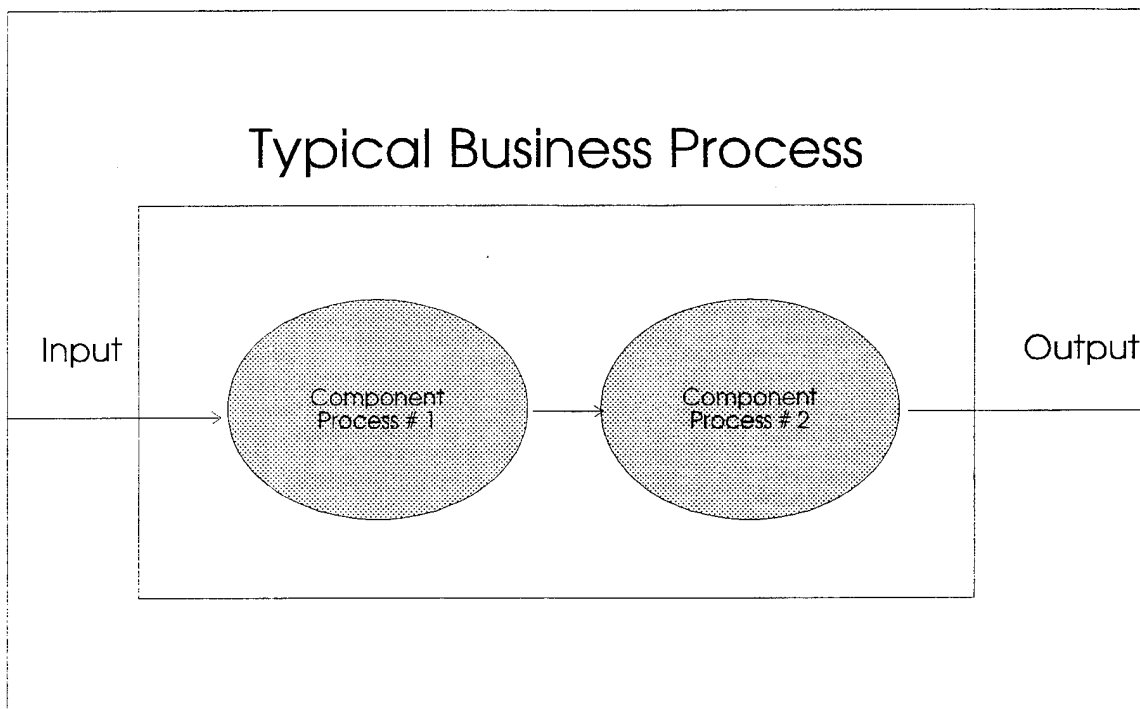 Typical Business Process
Input
Component
Process # 1
Component
Process # 2
Output